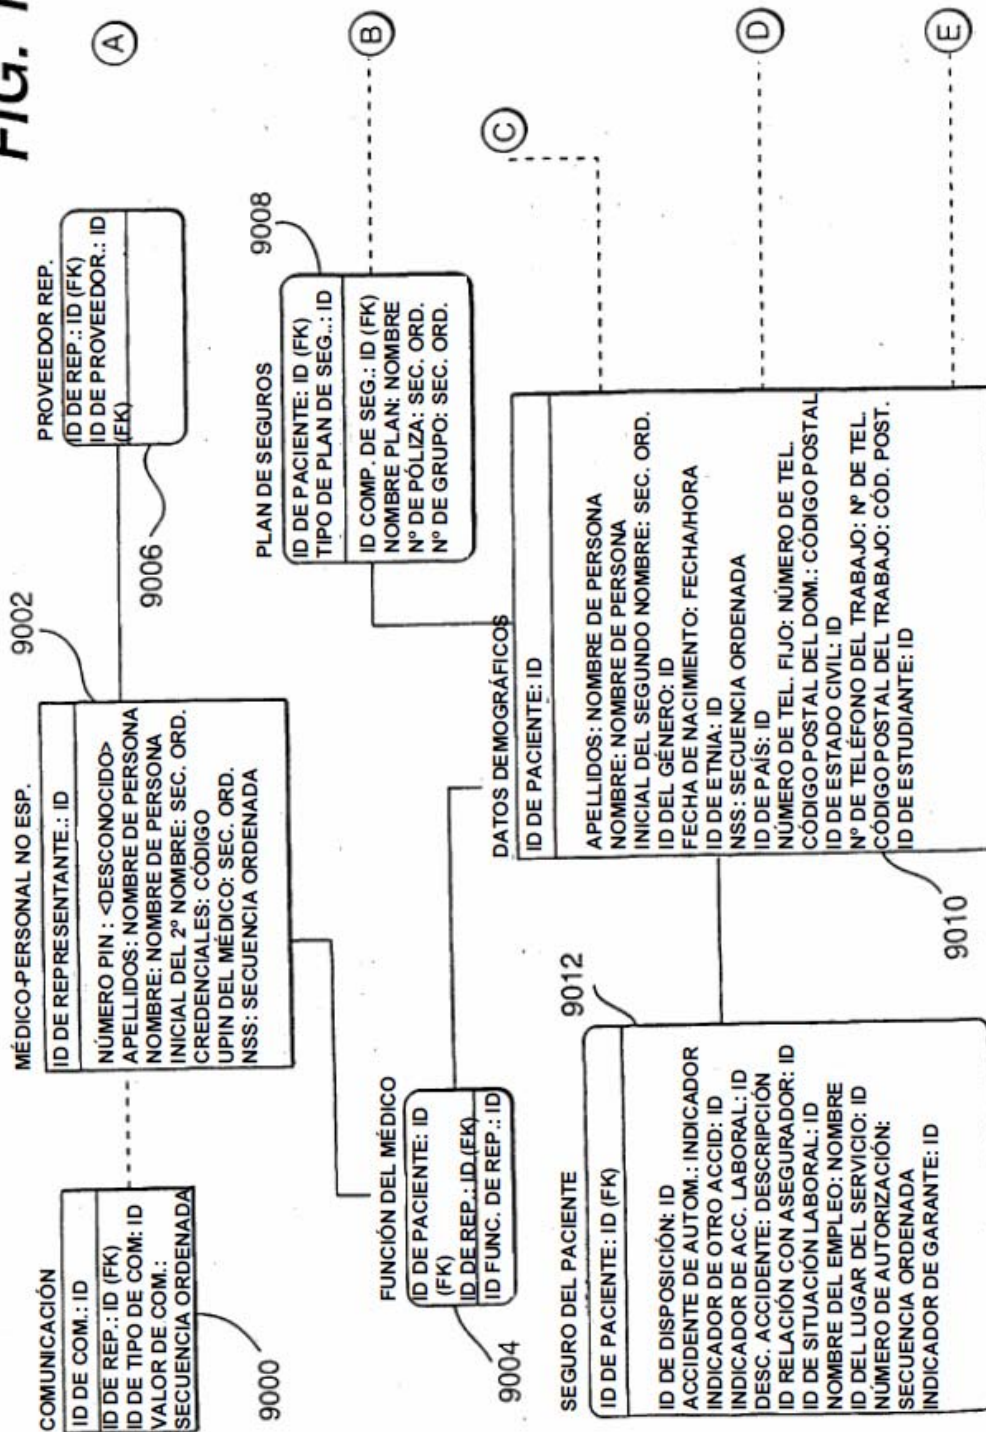 FIG. 1
A
PROVEEDOR REP.
ID DE REP.: ID (FK)
ID DE PROVEEDOR.: ID
(FK)
9006
MÉDICO-PERSONAL NO ESP.
9002
ID DE REPRESENTANTE.: ID
NÚMERO PIN : <DESCONOCIDO>
APELLIDOS: NOMBRE DE PERSONA
NOMBRE: NOMBRE DE PERSONA
INICIAL DEL 2º NOMBRE: SEC. ORD.
CREDENCIALES: CÓDIGO
UPIN DEL MÉDICO: SEC. ORD.
NSS: SECUENCIA ORDENADA
COMUNICACIÓN
ID DE COM.: ID
ID DE REP.: ID (FK)
ID DE TIPO DE COM: ID
VALOR DE COM.:
SECUENCIA ORDENADA
9000
B
PLAN DE SEGUROS
9008
ID DE PACIENTE: ID (FK)
TIPO DE PLAN DE SEG..: ID
ID COMP. DE SEG.: ID (FK)
NOMBRE PLAN: NOMBRE
Nº DE PÓLIZA: SEC. ORD.
Nº DE GRUPO: SEC. ORD.
FUNCIÓN DEL MÉDICO
ID DE PACIENTE: ID
(FK)
ID DE REP.: ID (FK)
ID FUNC. DE REP.: ID
9004
C
D
E
DATOS DEMOGRÁFICOS
ID DE PACIENTE: ID
APELLIDOS: NOMBRE DE PERSONA
NOMBRE: NOMBRE DE PERSONA
INICIAL DEL SEGUNDO NOMBRE: SEC. ORD.
ID DEL GÉNERO: ID
FECHA DE NACIMIENTO: FECHA/HORA
ID DE ETNIA: ID
NSS: SECUENCIA ORDENADA
ID DE PAÍS: ID
NÚMERO DE TEL. FIJO: NÚMERO DE TEL.
CÓDIGO POSTAL DEL DOM.: CÓDIGO POSTAL
ID DE ESTADO CIVIL: ID
Nº DE TELÉFONO DEL TRABAJO: Nº DE TEL.
CÓDIGO POSTAL DEL TRABAJO: CÓD. POST.
ID DE ESTUDIANTE: ID
9010
SEGURO DEL PACIENTE
9012
ID DE PACIENTE: ID (FK)
ID DE DISPOSICIÓN: ID
ACCIDENTE DE AUTOM.: INDICADOR
INDICADOR DE OTRO ACCID: ID
INDICADOR DE ACC. LABORAL: ID
DESC. ACCIDENTE: DESCRIPCIÓN
ID RELACIÓN CON ASEGURADOR: ID
ID DE SITUACIÓN LABORAL: ID
NOMBRE DEL EMPLEO: NOMBRE
ID DEL LUGAR DEL SERVICIO: ID
NÚMERO DE AUTORIZACIÓN:
SECUENCIA ORDENADA
INDICADOR DE GARANTE: ID